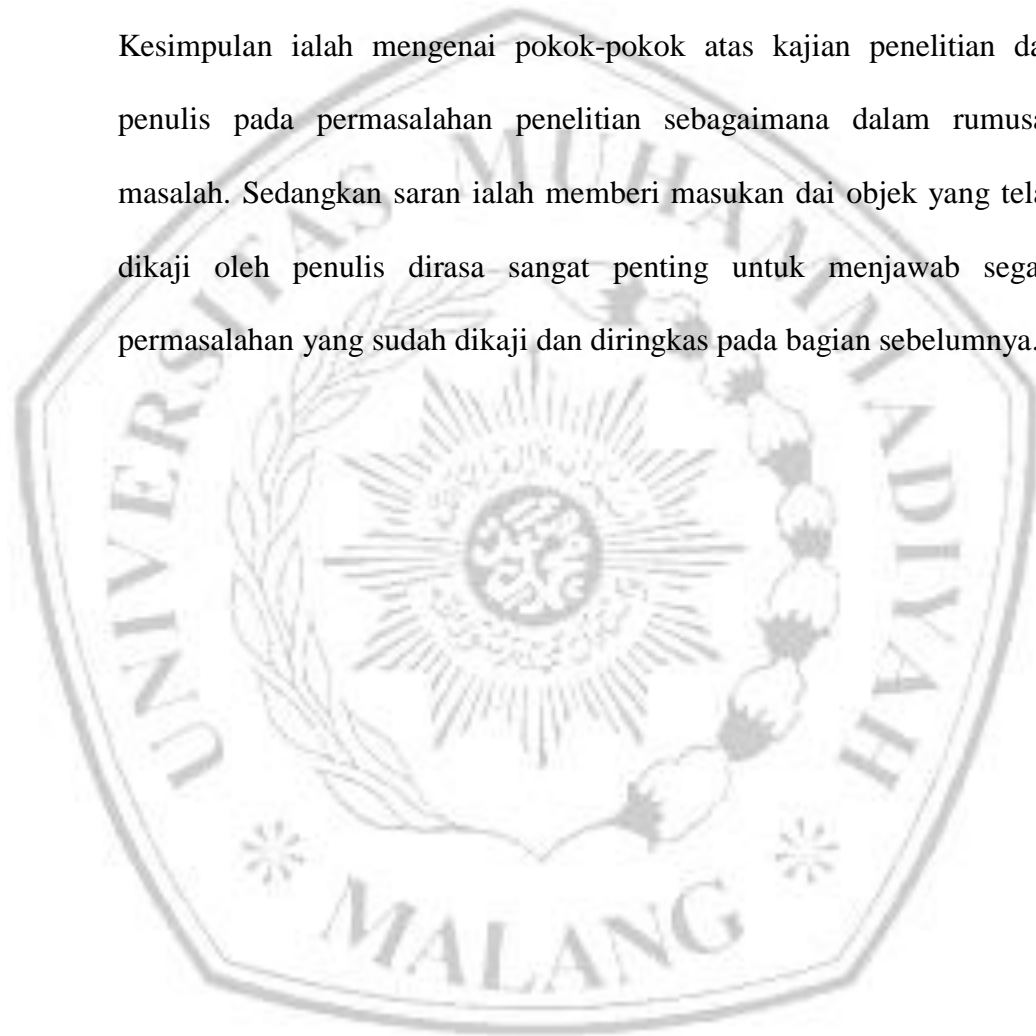 Kesimpulan ialah mengenai pokok-pokok atas kajian penelitian da
penulis pada permasalahan penelitian sebagaimana dalam rumusa
masalah. Sedangkan saran ialah memberi masukan dai objek yang tela
dikaji oleh penulis dirasa sangat penting untuk menjawab sega
permasalahan yang sudah dikaji dan diringkas pada bagian sebelumnya.
UNIVERSITAS MUHAMMADIYAH
MALANG